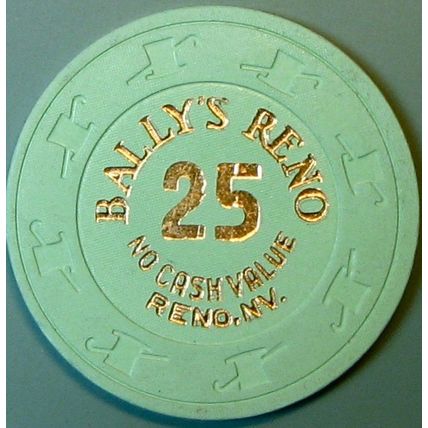 BALLY'S RENO
25
NO CASH VALUE
RENO, NV.